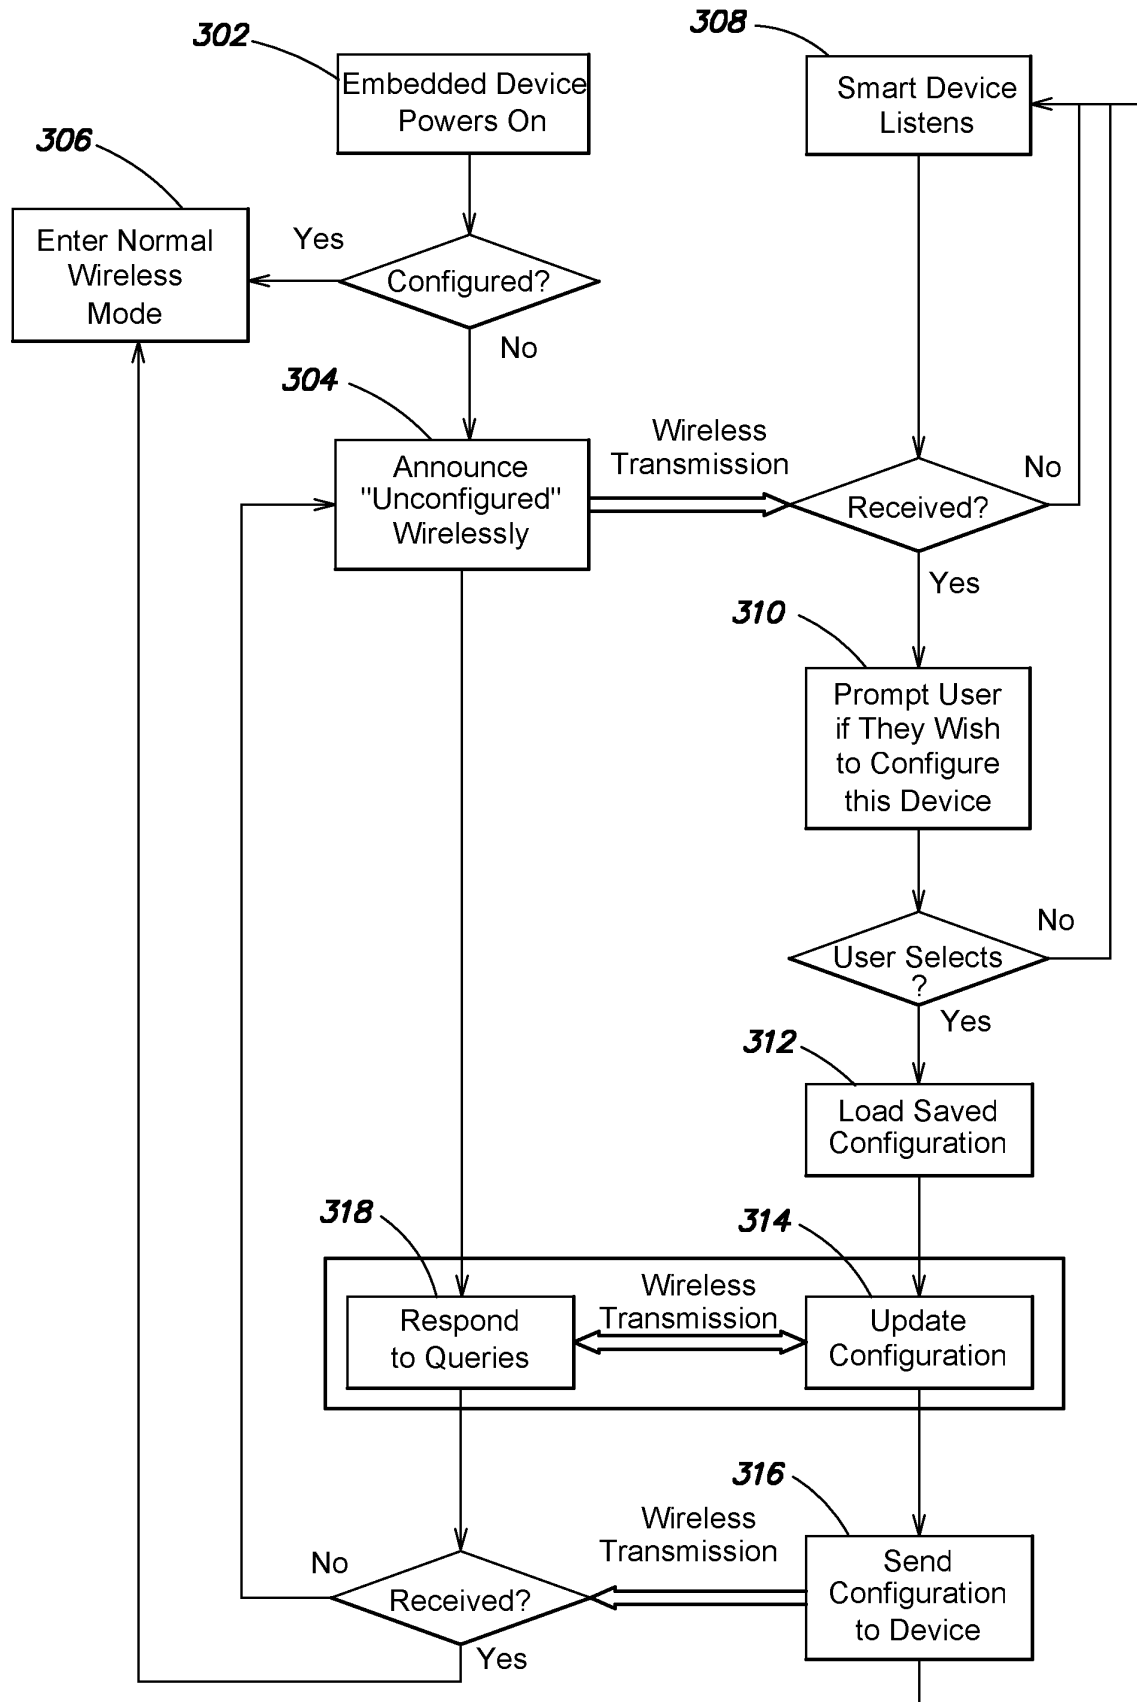 302
308
Embedded Device
Powers On
Smart Device
Listens
306
Enter Normal
Wireless
Mode
Yes
Configured?
No
304
Announce
"Unconfigured"
Wirelessly
Wireless
Transmission
Received?
No
Yes
310
Prompt User
if They Wish
to Configure
this Device
User Selects
?
No
Yes
312
Load Saved
Configuration
318
314
Respond
to Queries
Wireless
Transmission
Update
Configuration
316
Wireless
Transmission
Send
Configuration
to Device
No
Received?
Yes